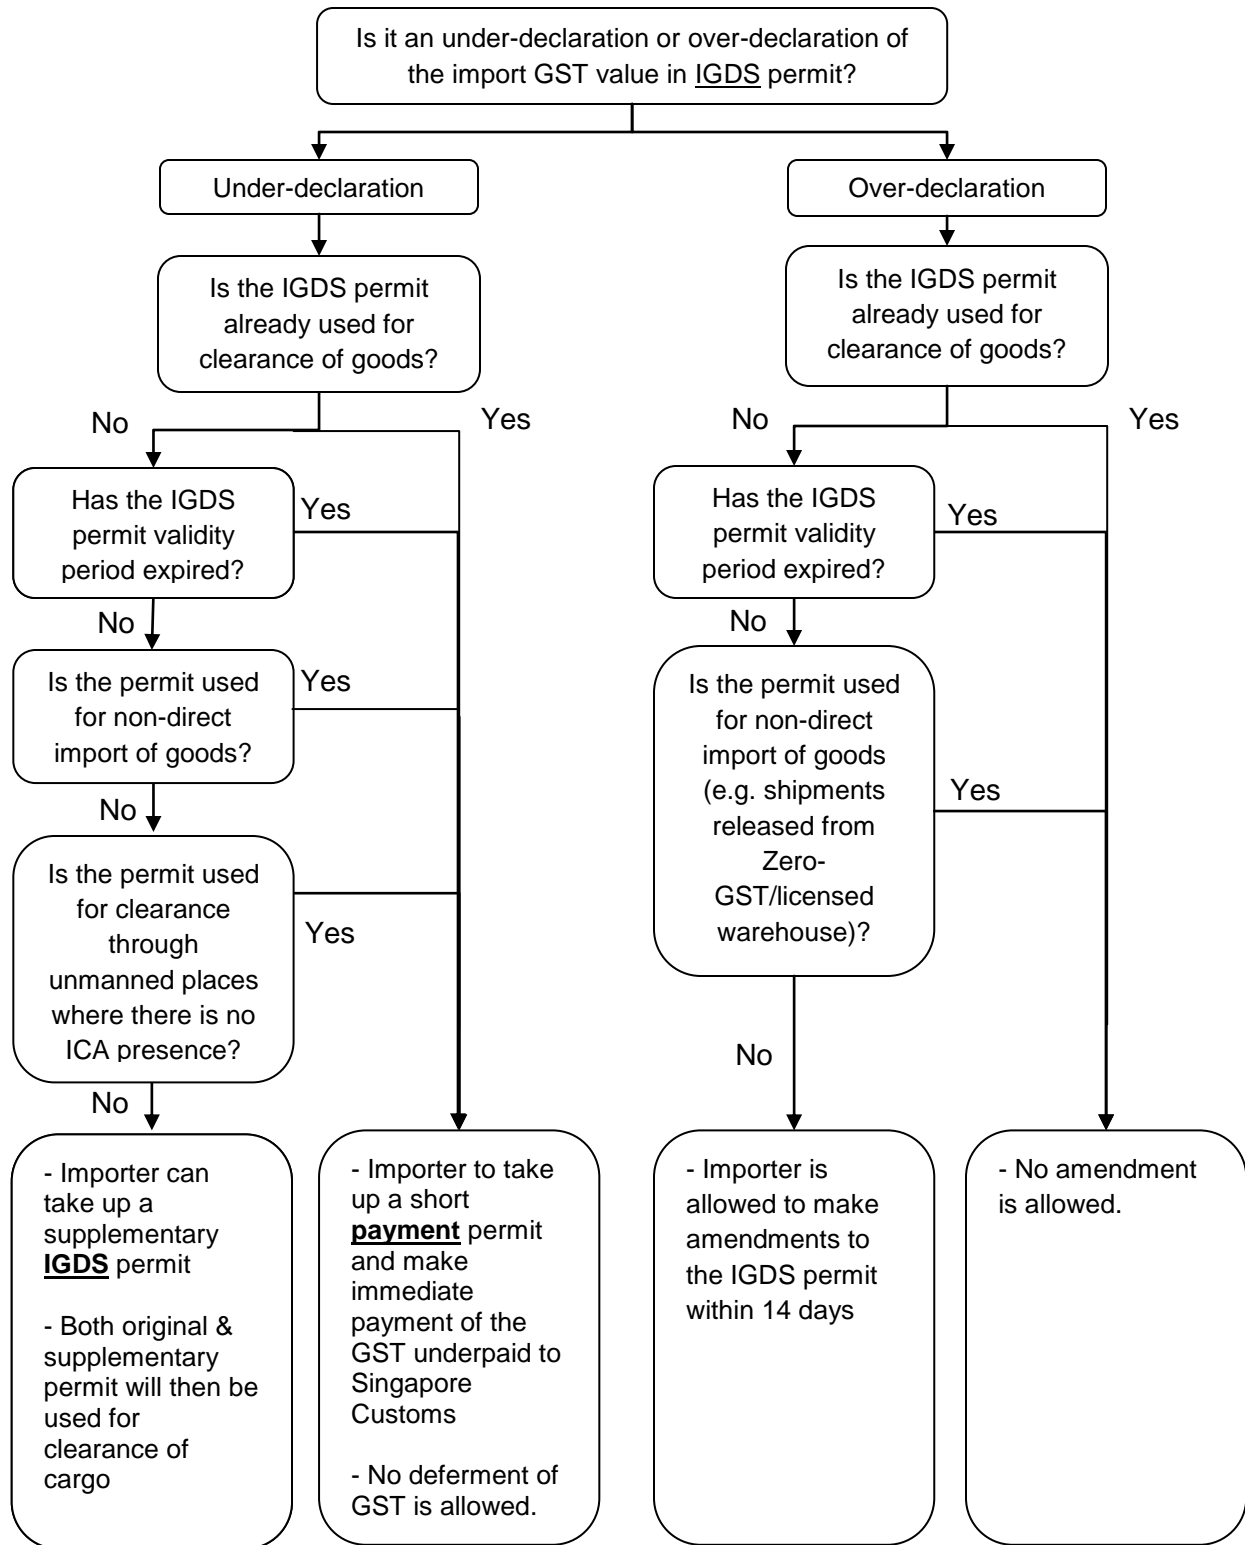 Is it an under-declaration or over-declaration of
the import GST value in IGDS permit?
Under-declaration
Over-declaration
Is the IGDS permit
already used for
clearance of goods?
Is the IGDS permit
already used for
clearance of goods?
No
Yes
No
Yes
Has the IGDS
permit validity
period expired?
Yes
Has the IGDS
permit validity
period expired?
Yes
No
No
Is the permit used
for non-direct
import of goods?
Yes
Is the permit used
for non-direct
import of goods
(e.g. shipments
released from
Zero-
GST/licensed
warehouse)?
Yes
No
Is the permit used
for clearance
through
unmanned places
where there is no
ICA presence?
Yes
No
No
- Importer can
take up a
supplementary
IGDS permit
- Both original &
supplementary
permit will then be
used for
clearance of
cargo
- Importer to take
up a short
payment permit
and make
immediate
payment of the
GST underpaid to
Singapore
Customs
- No deferment of
GST is allowed.
- Importer is
allowed to make
amendments to
the IGDS permit
within 14 days
- No amendment
is allowed.